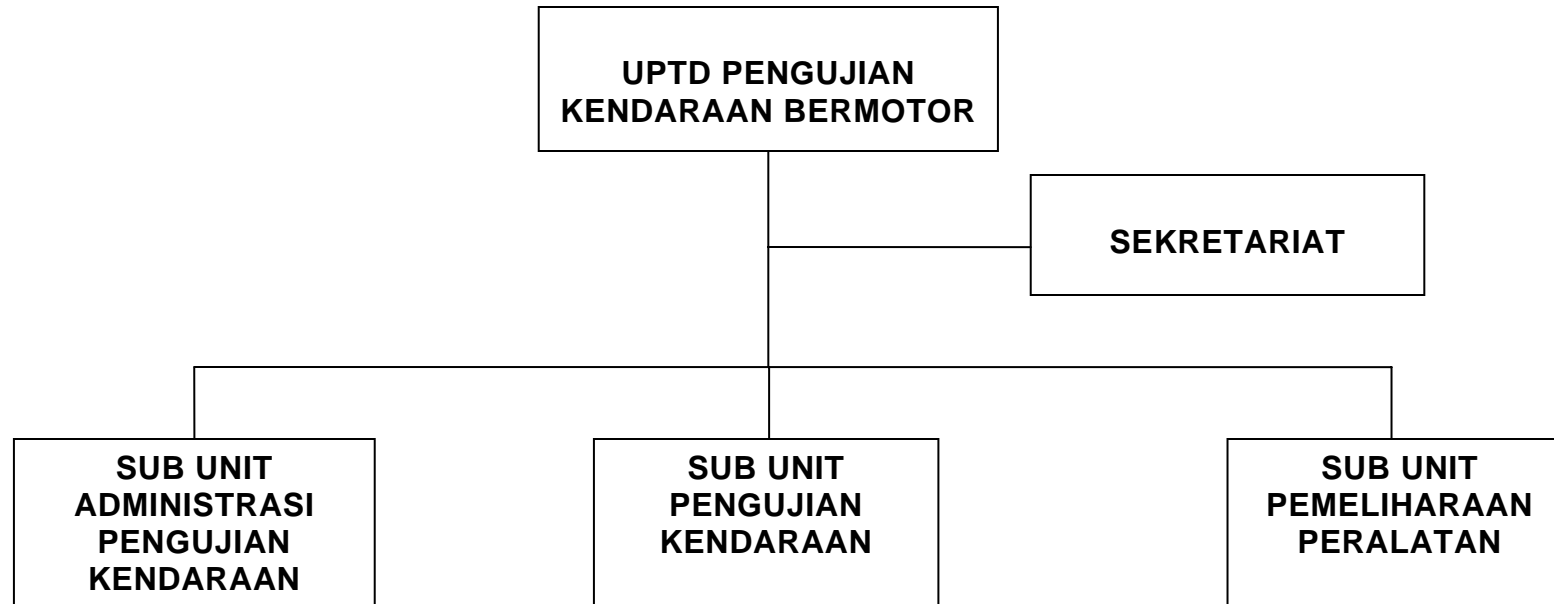 UPTD PENGUJIAN
KENDARAAN BERMOTOR
SEKRETARIAT
SUB UNIT
ADMINISTRASI
PENGUJIAN
KENDARAAN
SUB UNIT
PENGUJIAN
KENDARAAN
SUB UNIT
PEMELIHARAAN
PERALATAN